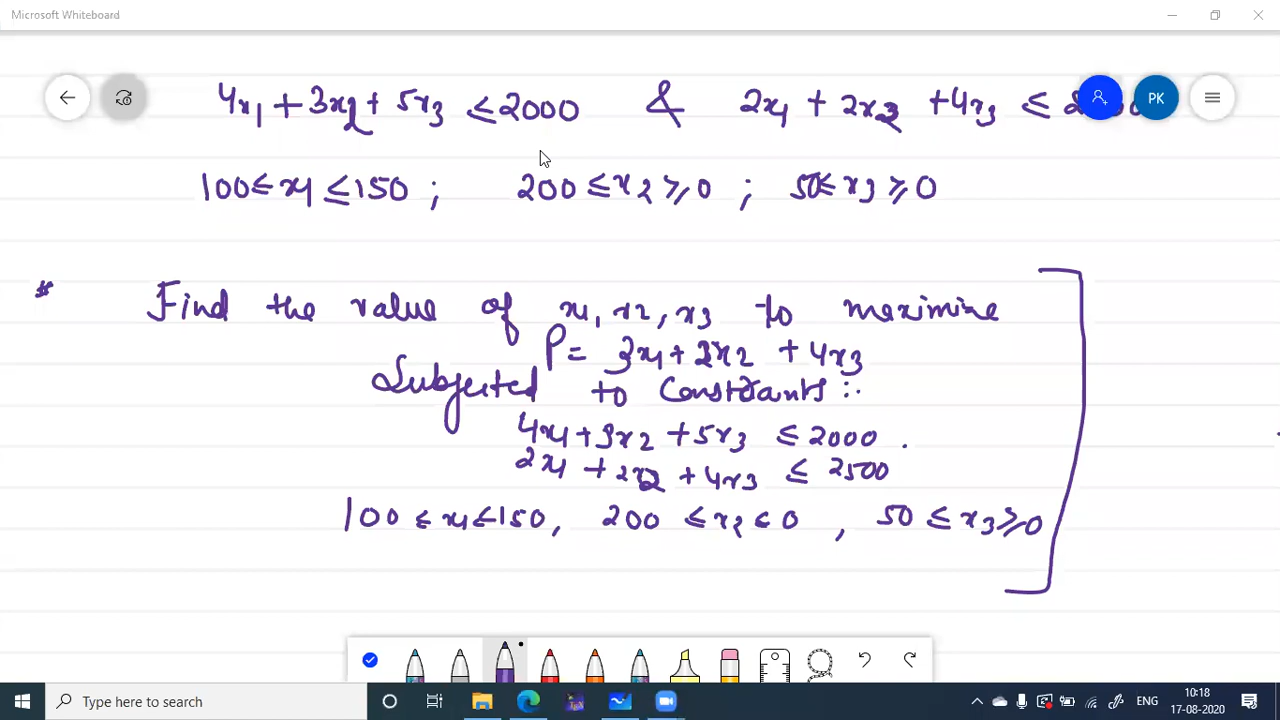 Microsoft Whiteboard
4x1 + 3x2 + 5x3 ≤ 2000 & 2x1 + 2x2 + 4x3 ≤
PK
100 ≤ x1 ≤ 150 ; 200 ≤ x2 ≥ 0 ; 50 ≤ x3 ≥ 0
* Find the value of x1, x2, x3 to maximine
P = 3x1 + 2x2 + 4x3
Subjected to Constraants :.
4x1 + 3x2 + 5x3 ≤ 2000 .
2x1 + 2x2 + 4x3 ≤ 2500
100 ≤ x1 ≤ 150, 200 ≤ x2 ≤ 0 , 50 ≤ x3 ≥ 0
Type here to search
ENG
10:18
17-08-2020